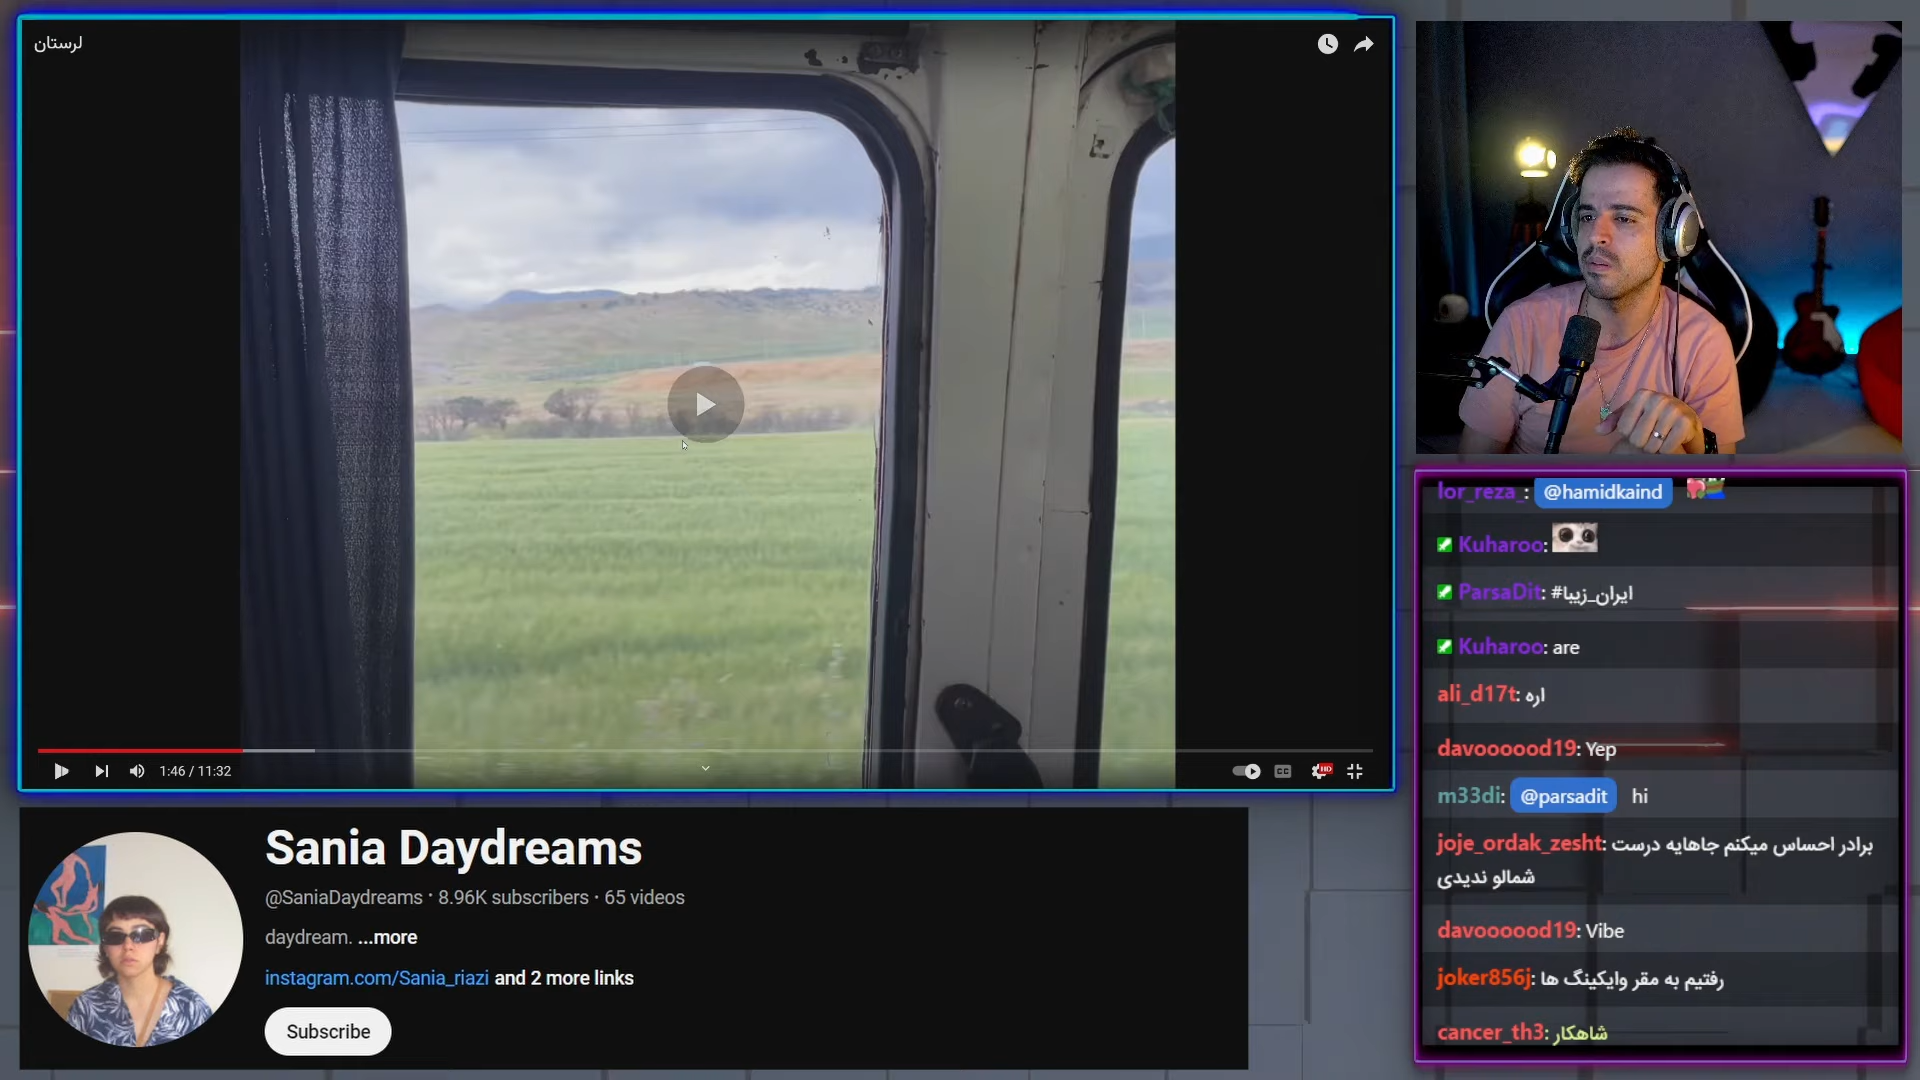 لرستان
1:46 / 11:32
CC
HD
Sania Daydreams
@SaniaDaydreams · 8.96K subscribers · 65 videos
daydream. ...more
instagram.com/Sania_riazi and 2 more links
Subscribe
lor_reza_: @hamidkaind
Kuharoo:
ParsaDit: #ایران_زیبا
Kuharoo: are
ali_d17t: اره
davoooood19: Yep
m33di: @parsadit hi
joje_ordak_zesht: برادر احساس میکنم جاهایه درست
شمالو ندیدی
davoooood19: Vibe
joker856j: رفتیم به مقر وایکینگ ها
cancer_th3: شاهکار